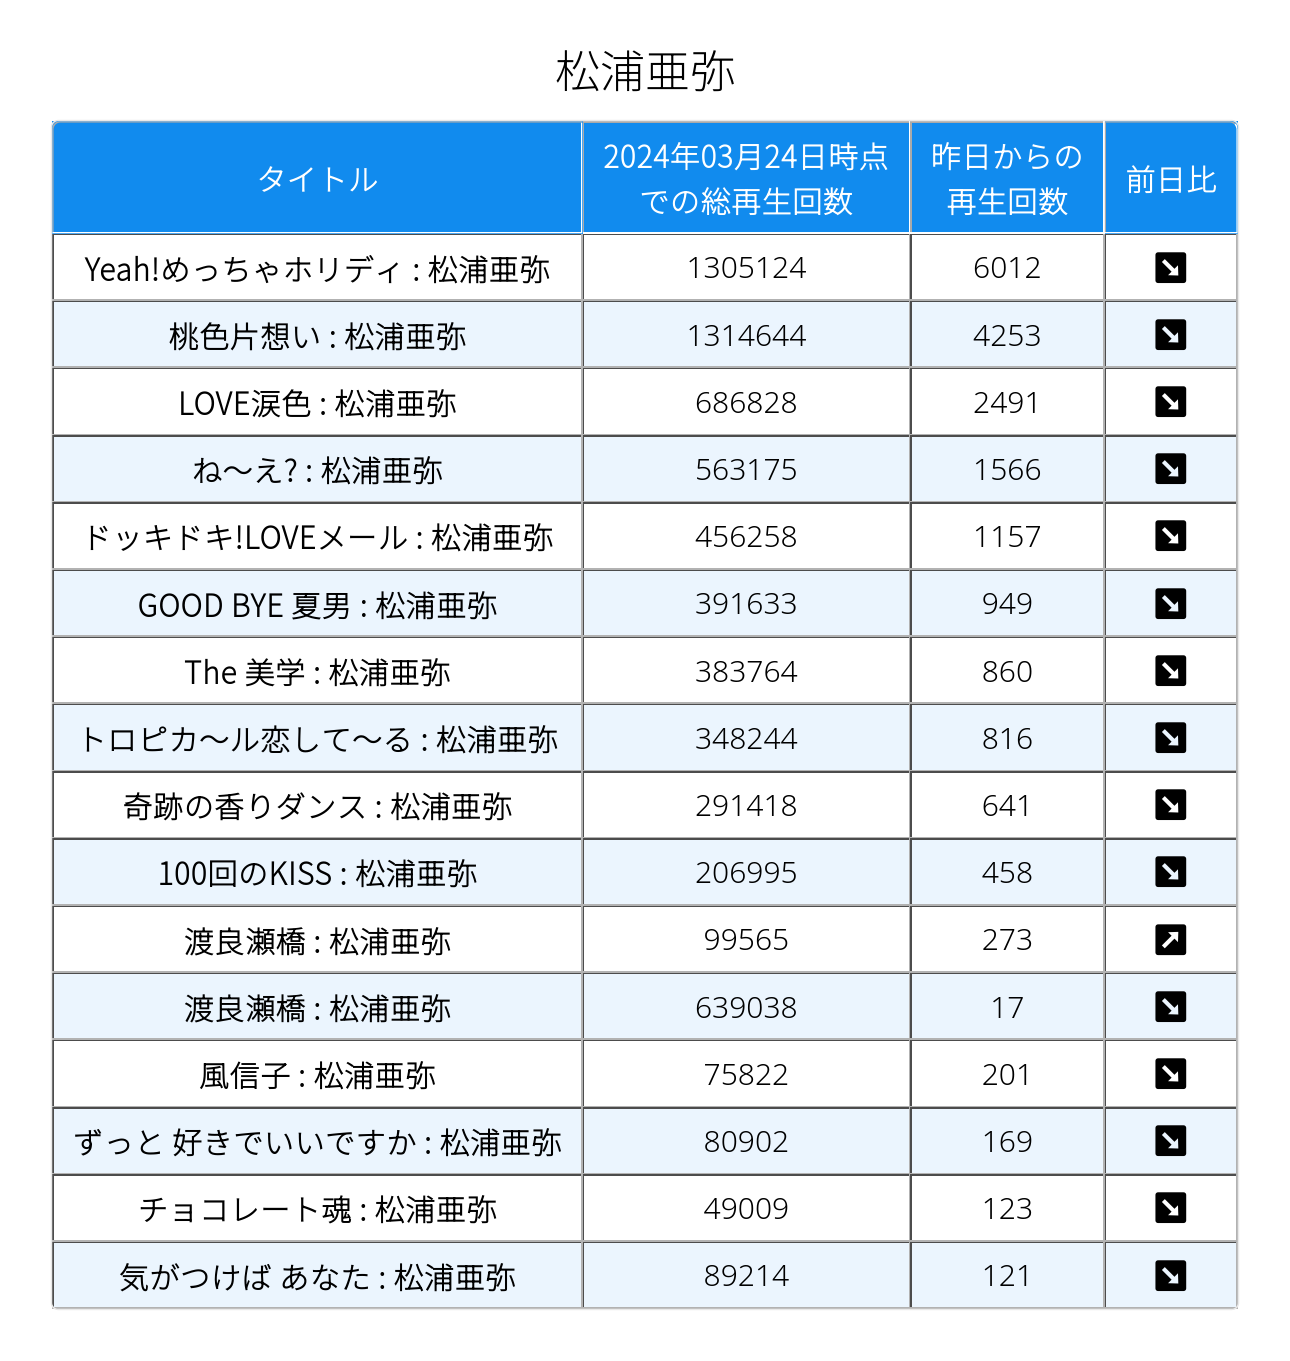 松浦亜弥
タイトル 2024年03月24日時点での総再生回数 昨日からの再生回数 前日比
Yeah!めっちゃホリディ : 松浦亜弥 1305124 6012 ↘
桃色片想い : 松浦亜弥 1314644 4253 ↘
LOVE涙色 : 松浦亜弥 686828 2491 ↘
ね〜え? : 松浦亜弥 563175 1566 ↘
ドッキドキ!LOVEメール : 松浦亜弥 456258 1157 ↘
GOOD BYE 夏男 : 松浦亜弥 391633 949 ↘
The 美学 : 松浦亜弥 383764 860 ↘
トロピカ〜ル恋して〜る : 松浦亜弥 348244 816 ↘
奇跡の香りダンス : 松浦亜弥 291418 641 ↘
100回のKISS : 松浦亜弥 206995 458 ↘
渡良瀬橋 : 松浦亜弥 99565 273 ↗
渡良瀬橋 : 松浦亜弥 639038 17 ↘
風信子 : 松浦亜弥 75822 201 ↘
ずっと 好きでいいですか : 松浦亜弥 80902 169 ↘
チョコレート魂 : 松浦亜弥 49009 123 ↘
気がつけば あなた : 松浦亜弥 89214 121 ↘